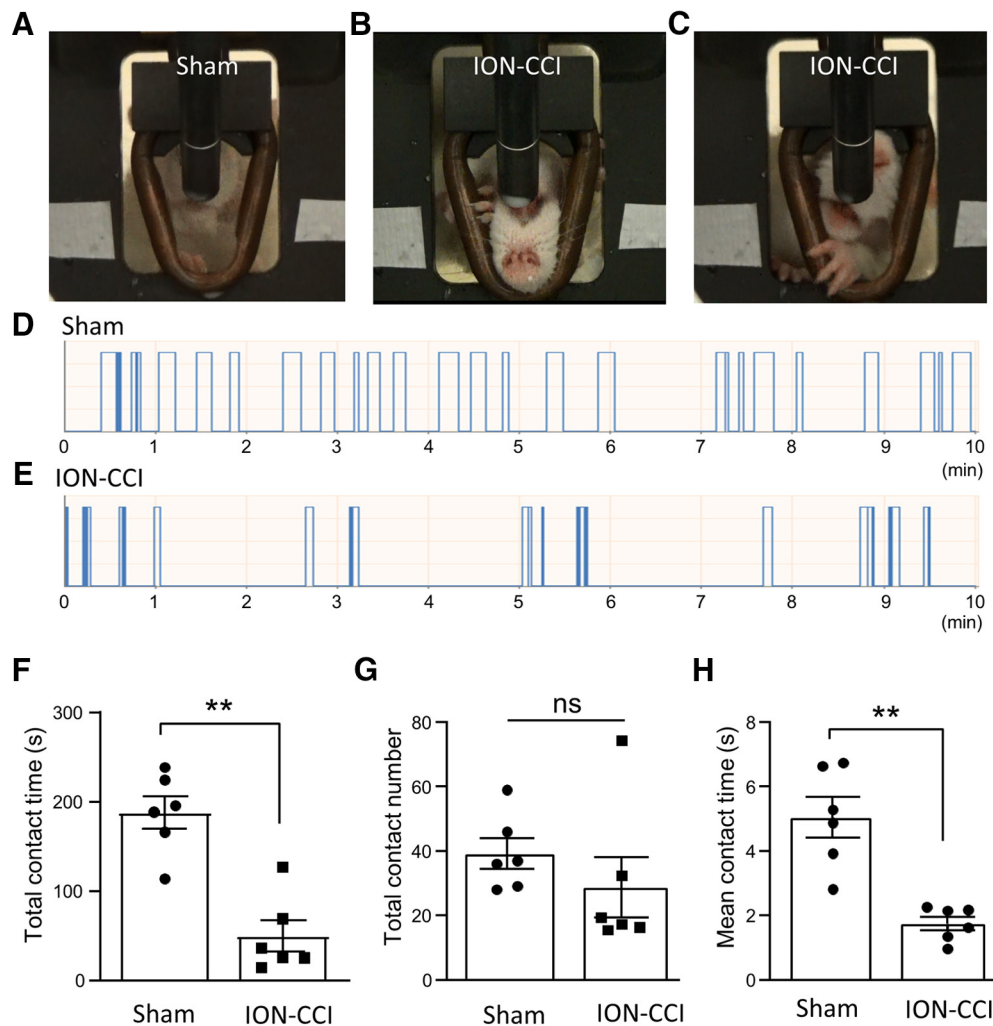 A
B
C
Sham
ION-CCI
ION-CCI
D
Sham
0 1 2 3 4 5 6 7 8 9 10
(min)
E
ION-CCI
0 1 2 3 4 5 6 7 8 9 10
(min)
F
Total contact time (s)
300
200
100
0
**
Sham
ION-CCI
G
Total contact number
80
60
40
20
0
ns
Sham
ION-CCI
H
Mean contact time (s)
8
6
4
2
0
**
Sham
ION-CCI